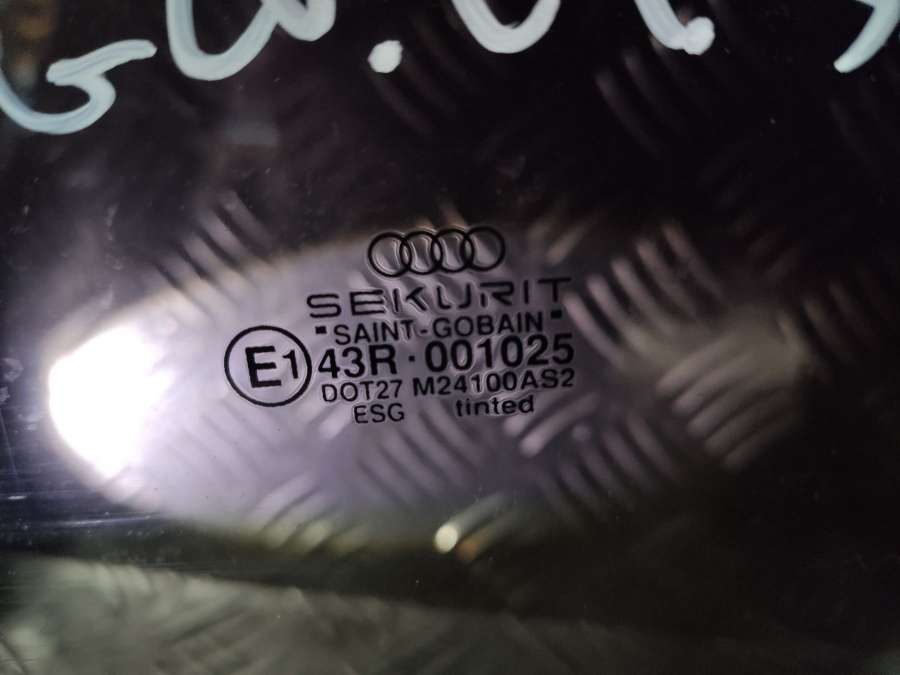 SEKURIT
"SAINT-GOBAIN"
E1 43R · 001025
DOT27 M24100AS2
ESG tinted